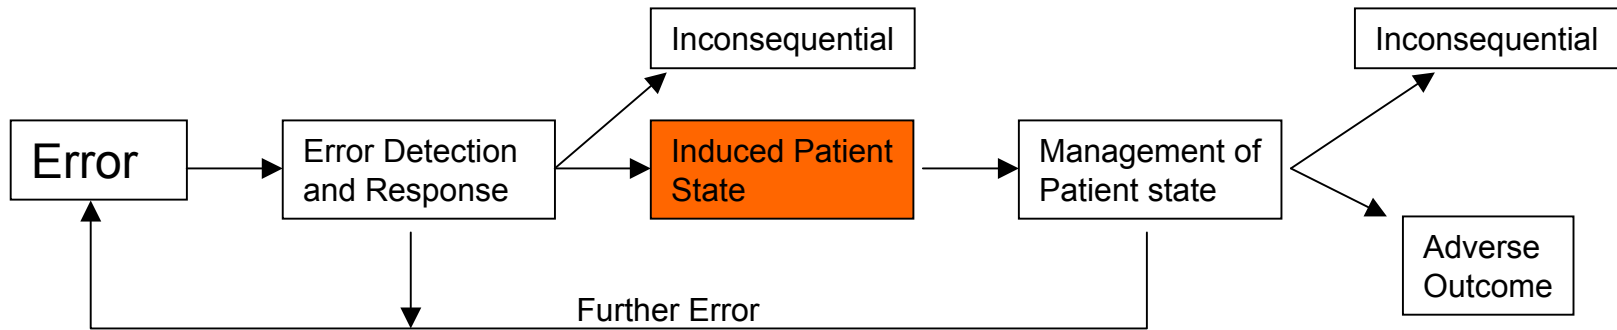 Inconsequential
Inconsequential
Error
Error Detection
and Response
Induced Patient
State
Management of
Patient state
Adverse
Outcome
Further Error